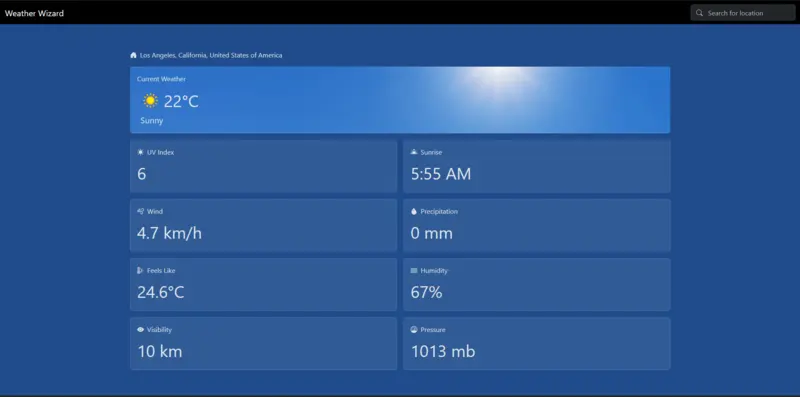 Weather Wizard
Search for location
Los Angeles, California, United States of America
Current Weather
22°C
Sunny
UV Index
6
Sunrise
5:55 AM
Wind
4.7 km/h
Precipitation
0 mm
Feels Like
24.6°C
Humidity
67%
Visibility
10 km
Pressure
1013 mb